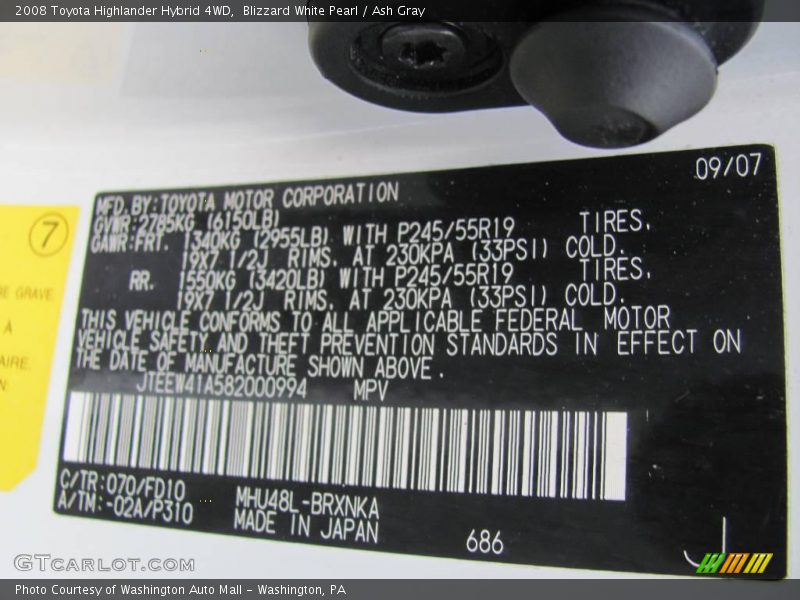 2008 Toyota Highlander Hybrid 4WD,  Blizzard White Pearl / Ash Gray
09/07
MFD.BY:TOYOTA MOTOR CORPORATION
GVWR:2785KG (6150LB)
GAWR:FRT. 1340KG (2955LB) WITH P245/55R19 TIRES.
19X7 1/2J RIMS. AT 230KPA (33PSI) COLD.
RR. 1550KG (3420LB) WITH P245/55R19 TIRES.
19X7 1/2J RIMS. AT 230KPA (33PSI) COLD.
THIS VEHICLE CONFORMS TO ALL APPLICABLE FEDERAL MOTOR
VEHICLE SAFETY AND THEFT PREVENTION STANDARDS IN EFFECT ON
THE DATE OF MANUFACTURE SHOWN ABOVE.
JTEEW41A582000994 MPV
C/TR:070/FD10
A/TM:-02A/P310
MHU48L-BRXNKA
MADE IN JAPAN
686
7
GRAVE
À
GTCARLOT.COM
Photo Courtesy of Washington Auto Mall - Washington, PA